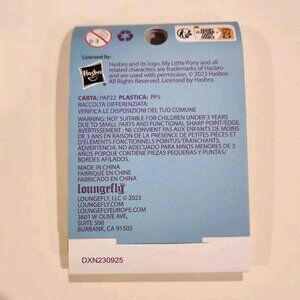 0-3
Licensed by:
Hasbro
Hasbro and its logo, My Little Pony and all
related characters are trademarks of Hasbro
and are used with permission. © 2023 Hasbro.
All Rights Reserved. Licensed by Hasbro.
CARTA: PAP22 PLASTICA: PP5
RACCOLTA DIFFERENZIATA:
VERIFICA LE DISPOSIZIONI DEL TUO COMUNE
WARNING: NOT SUITABLE FOR CHILDREN UNDER 3 YEARS
DUE TO SMALL PARTS AND FUNCTIONAL SHARP POINT/EDGE.
AVERTISSEMENT : NE CONVIENT PAS AUX ENFANTS DE MOINS
DE 3 ANS EN RAISON DE LA PRÉSENCE DE PETITES PIÈCES ET
D'ÉLÉMENTS FONCTIONNELS POINTUS/TRANCHANTS.
ADVERTENCIA: NO ADECUADO PARA NIÑOS MENORES DE 3
AÑOS PORQUE CONTIENE PIEZAS PEQUEÑAS Y PUNTAS/
BORDES AFILADOS.
MADE IN CHINA
FABRIQUÉ EN CHINE
FABRICADO EN CHINA
loungefly
LOUNGEFLY, LLC © 2023
LOUNGEFLY.COM
LOUNGEFLYEUROPE.COM
3601 W OLIVE AVE,
SUITE 500
BURBANK, CA 91505
DXN230925